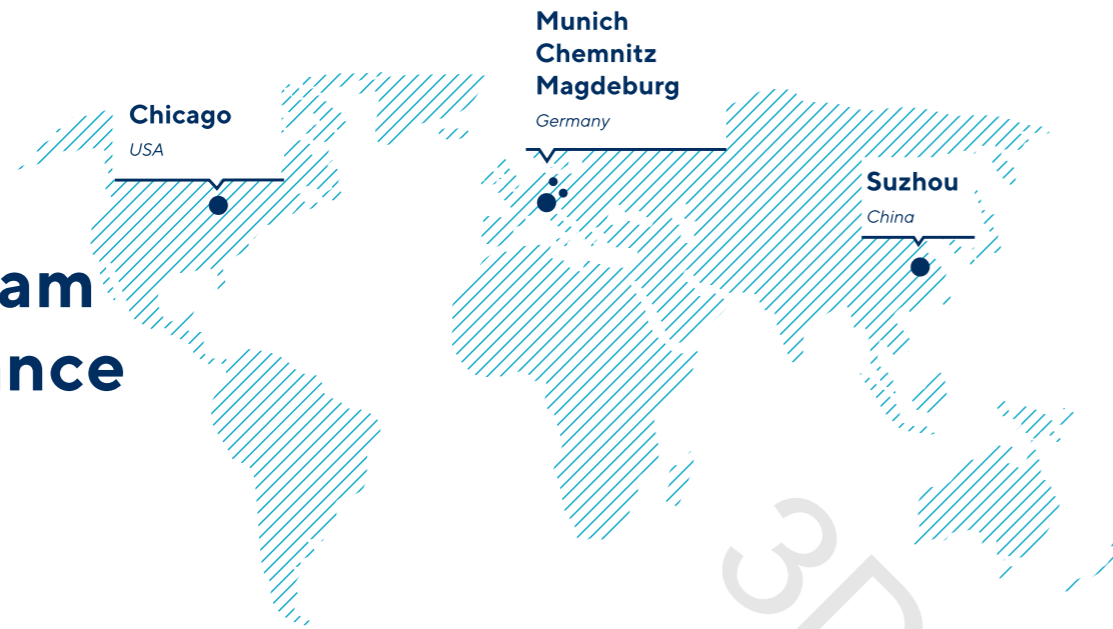 Munich
Chemnitz
Magdeburg
Germany
Chicago
USA
Suzhou
China
am
nce
3D